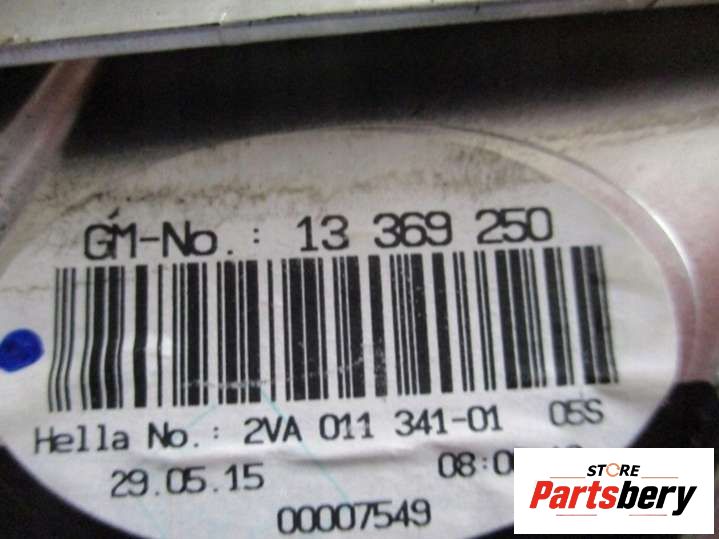 GM-No.: 13 369 250
Hella No.: 2VA 011 341-01 05S
29.05.15
00007549
STORE
Partsbery